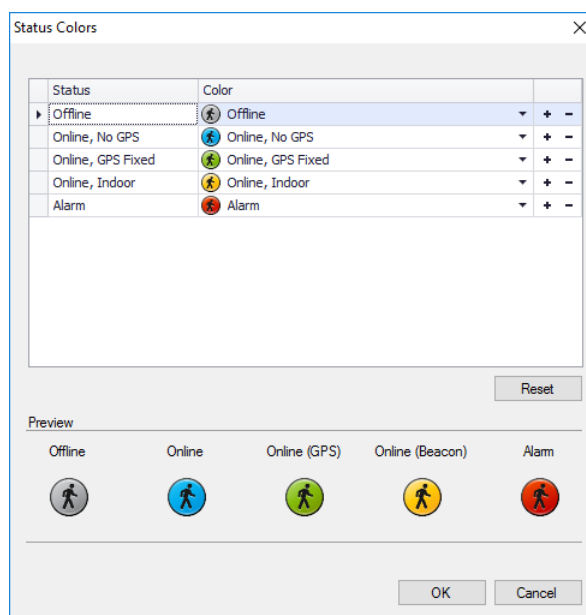 Status Colors
Status Color
Offline Offline
Online, No GPS Online, No GPS
Online, GPS Fixed Online, GPS Fixed
Online, Indoor Online, Indoor
Alarm Alarm
Reset
Preview
Offline Online Online (GPS) Online (Beacon) Alarm
OK Cancel